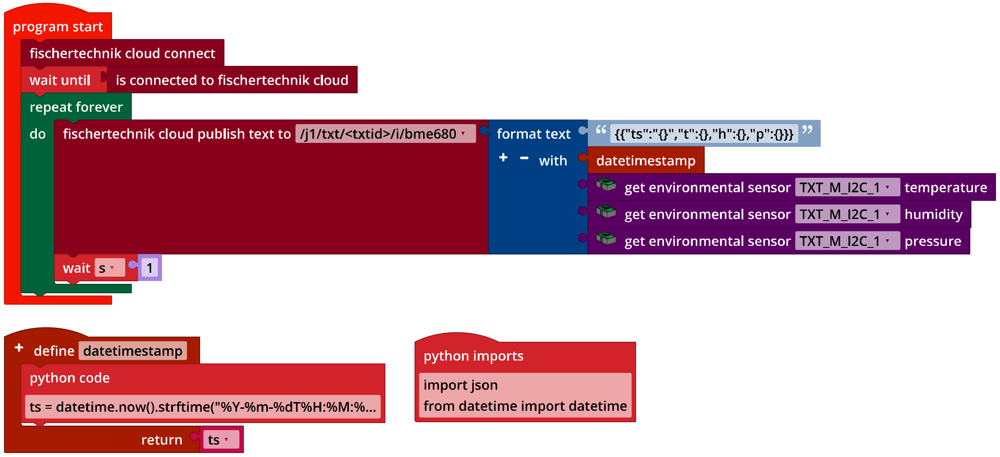 program start
fischertechnik cloud connect
wait until is connected to fischertechnik cloud
repeat forever
do fischertechnik cloud publish text to /j1/txt/<txtid>/i/bme680 format text “ {{"ts":"{}","t":{},"h":{},"p":{}}} ”
+ − with datetimestamp
get environmental sensor TXT_M_I2C_1 temperature
get environmental sensor TXT_M_I2C_1 humidity
get environmental sensor TXT_M_I2C_1 pressure
wait s 1
+ define datetimestamp
python code
ts = datetime.now().strftime("%Y-%m-%dT%H:%M:%...
return ts
python imports
import json
from datetime import datetime